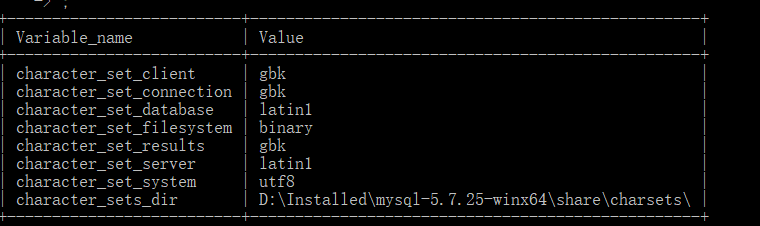 -> ;
+--------------------------+---------------------------------------------------+
| Variable_name | Value |
+--------------------------+---------------------------------------------------+
| character_set_client | gbk |
| character_set_connection | gbk |
| character_set_database | latin1 |
| character_set_filesystem | binary |
| character_set_results | gbk |
| character_set_server | latin1 |
| character_set_system | utf8 |
| character_sets_dir | D:\Installed\mysql-5.7.25-winx64\share\charsets\ |
+--------------------------+---------------------------------------------------+